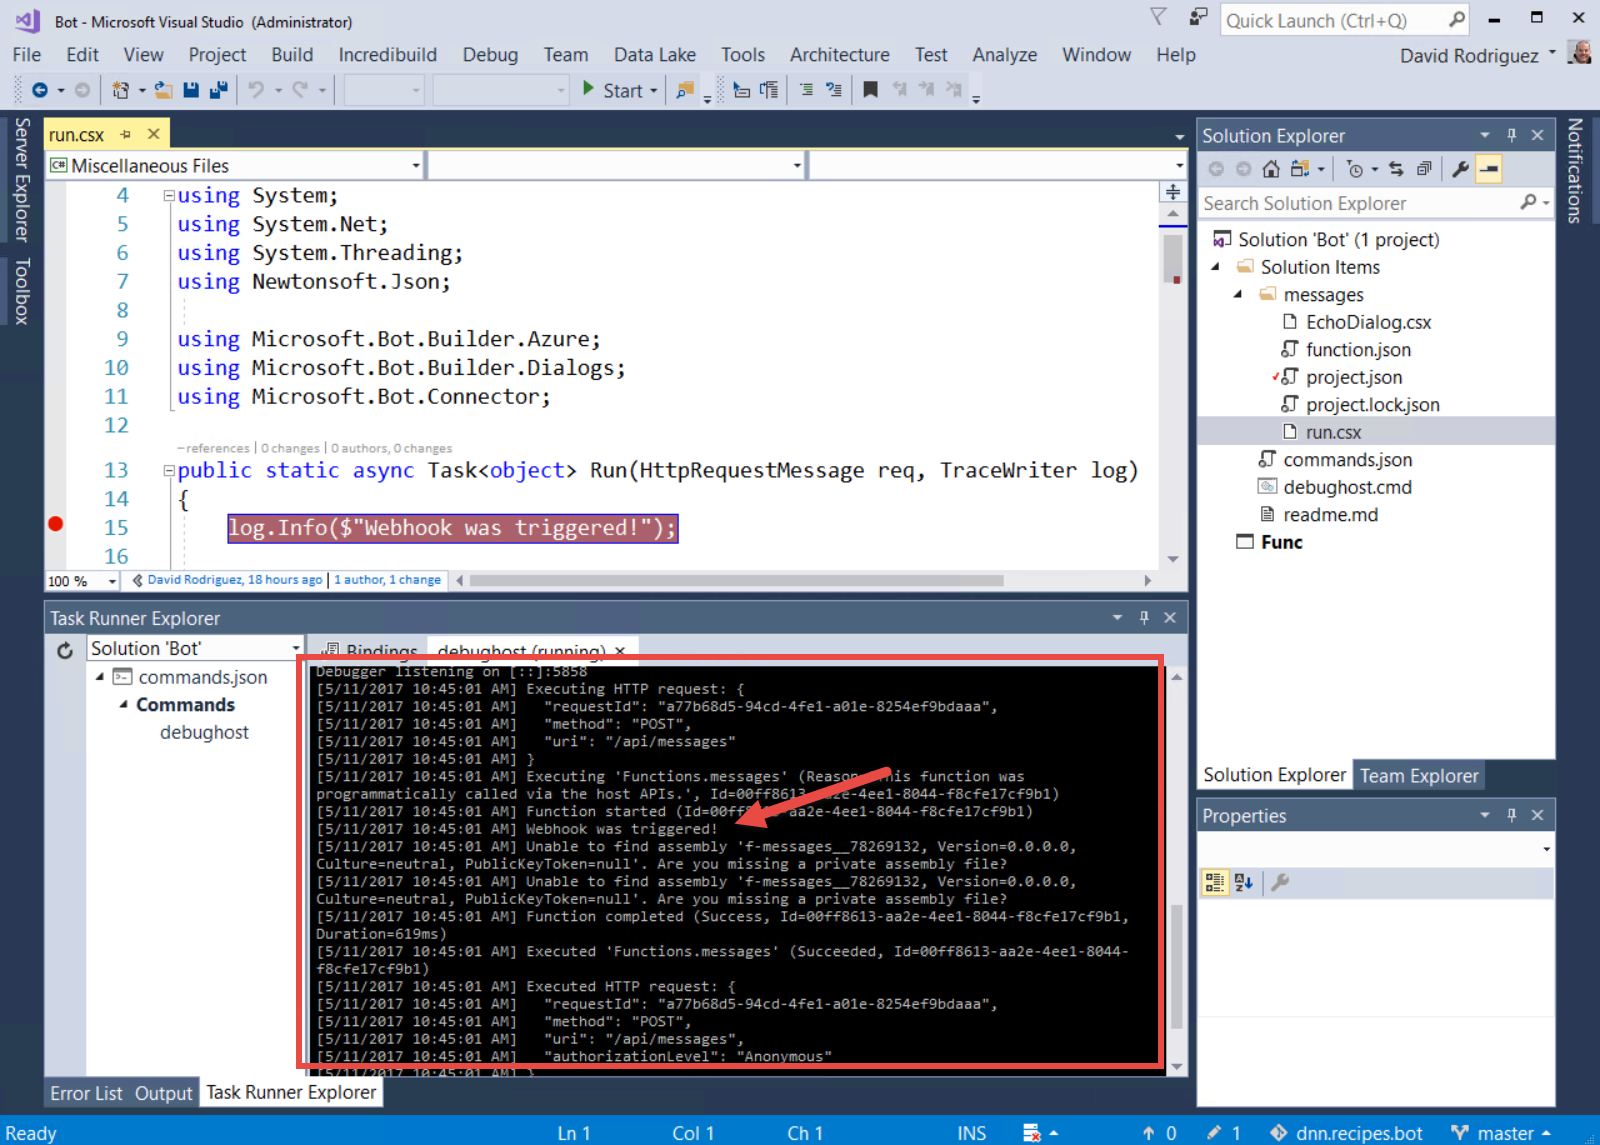 Bot - Microsoft Visual Studio (Administrator)
Quick Launch (Ctrl+Q)
File Edit View Project Build Incredibuild Debug Team Data Lake Tools Architecture Test Analyze Window Help
David Rodriguez
Start
Server Explorer
Toolbox
run.csx
C# Miscellaneous Files
4 using System;
5 using System.Net;
6 using System.Threading;
7 using Newtonsoft.Json;
8
9 using Microsoft.Bot.Builder.Azure;
10 using Microsoft.Bot.Builder.Dialogs;
11 using Microsoft.Bot.Connector;
12
–references | 0 changes | 0 authors, 0 changes
13 public static async Task<object> Run(HttpRequestMessage req, TraceWriter log)
14 {
15 log.Info($"Webhook was triggered!");
16
100 % David Rodriguez, 18 hours ago | 1 author, 1 change
Task Runner Explorer
Solution 'Bot'
commands.json
Commands
debughost
Bindings debughost (running)
Debugger listening on [::]:5858
[5/11/2017 10:45:01 AM] Executing HTTP request: {
[5/11/2017 10:45:01 AM]   "requestId": "a77b68d5-94cd-4fe1-a01e-8254ef9bdaaa",
[5/11/2017 10:45:01 AM]   "method": "POST",
[5/11/2017 10:45:01 AM]   "uri": "/api/messages"
[5/11/2017 10:45:01 AM] }
[5/11/2017 10:45:01 AM] Executing 'Functions.messages' (Reason function was
programmatically called via the host APIs.', Id=00ff8613-aa2e-4ee1-8044-f8cfe17cf9b1)
[5/11/2017 10:45:01 AM] Function started (Id=00ff8613-aa2e-4ee1-8044-f8cfe17cf9b1)
[5/11/2017 10:45:01 AM] Webhook was triggered!
[5/11/2017 10:45:01 AM] Unable to find assembly 'f-messages__78269132, Version=0.0.0.0,
Culture=neutral, PublicKeyToken=null'. Are you missing a private assembly file?
[5/11/2017 10:45:01 AM] Unable to find assembly 'f-messages__78269132, Version=0.0.0.0,
Culture=neutral, PublicKeyToken=null'. Are you missing a private assembly file?
[5/11/2017 10:45:01 AM] Function completed (Success, Id=00ff8613-aa2e-4ee1-8044-f8cfe17cf9b1,
Duration=619ms)
[5/11/2017 10:45:01 AM] Executed 'Functions.messages' (Succeeded, Id=00ff8613-aa2e-4ee1-8044-
f8cfe17cf9b1)
[5/11/2017 10:45:01 AM] Executed HTTP request: {
[5/11/2017 10:45:01 AM]   "requestId": "a77b68d5-94cd-4fe1-a01e-8254ef9bdaaa",
[5/11/2017 10:45:01 AM]   "method": "POST",
[5/11/2017 10:45:01 AM]   "uri": "/api/messages",
[5/11/2017 10:45:01 AM]   "authorizationLevel": "Anonymous"
[5/11/2017 10:45:01 AM] }
Error List Output Task Runner Explorer
Solution Explorer
Search Solution Explorer
Solution 'Bot' (1 project)
Solution Items
messages
EchoDialog.csx
function.json
project.json
project.lock.json
run.csx
commands.json
debughost.cmd
readme.md
Func
Solution Explorer Team Explorer
Properties
Notifications
Ready Ln 1 Col 1 Ch 1 INS 0 1 dnn.recipes.bot master